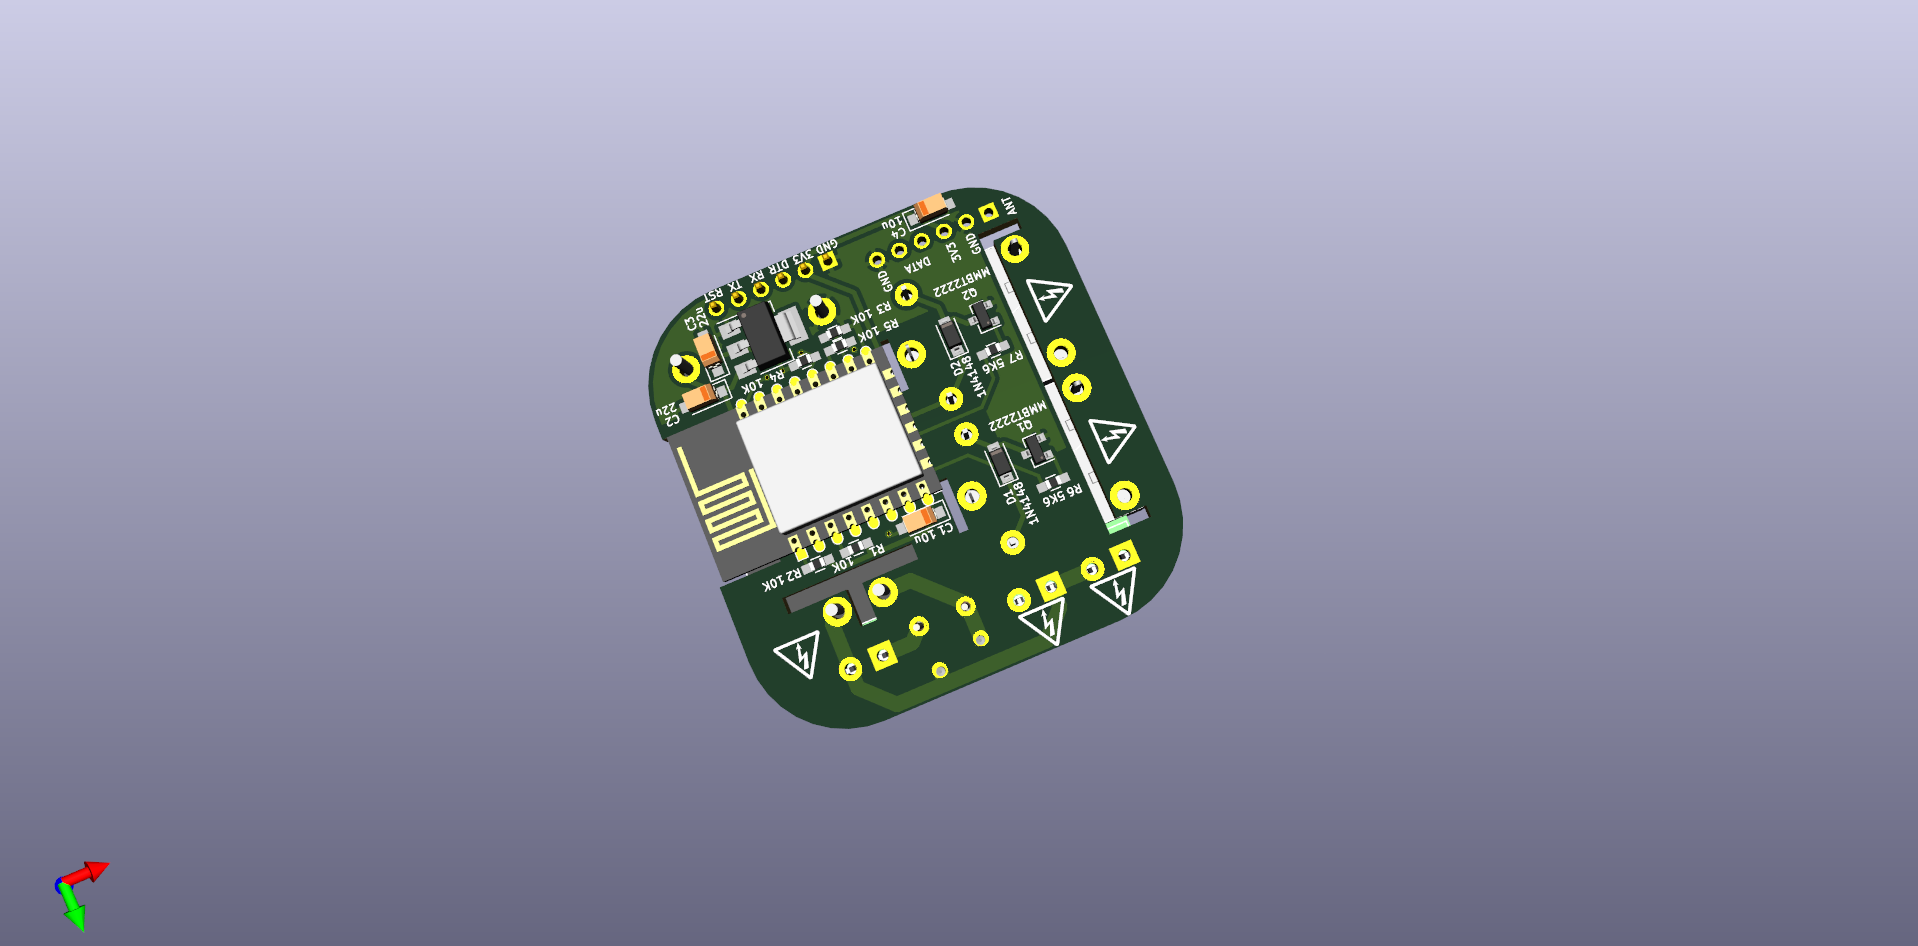 ANT
GND
3V3
DATA
GND
C4
10u
GND
3V3
DTR
RX
TX
RST
C3
22u
C2
22u
R3 10K
R5 10K
R4
10K
MMBT2222
Q2
D2
1N4148
R7 5K6
MMBT2222
Q1
D1
1N4148
R6 5K6
C1 10u
R1
10K
R2 10K